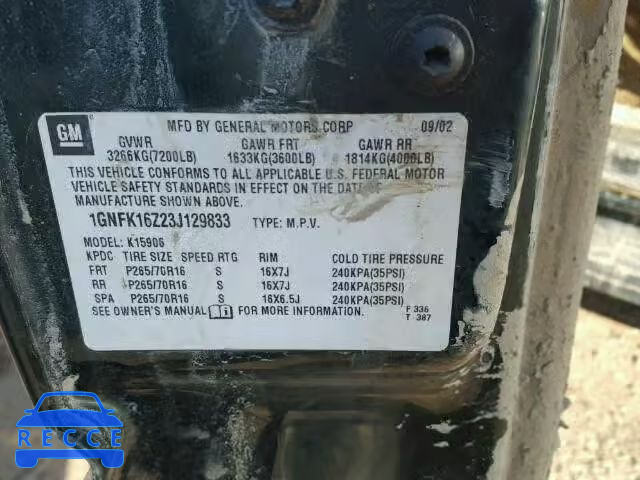 GM
MFD BY GENERAL MOTORS CORP 09/02
GVWR GAWR FRT GAWR RR
3266KG(7200LB) 1633KG(3600LB) 1814KG(4000LB)
THIS VEHICLE CONFORMS TO ALL APPLICABLE U.S. FEDERAL MOTOR
VEHICLE SAFETY STANDARDS IN EFFECT ON THE DATE OF
MANUFACTURE SHOWN ABOVE.
1GNFK16Z23J129833 TYPE: M.P.V.
MODEL: K15906
KPDC TIRE SIZE SPEED RTG RIM COLD TIRE PRESSURE
FRT P265/70R16 S 16X7J 240KPA(35PSI)
RR P265/70R16 S 16X7J 240KPA(35PSI)
SPA P265/70R16 S 16X6.5J 240KPA(35PSI)
SEE OWNER'S MANUAL FOR MORE INFORMATION.
F 336
T 387
RECCE